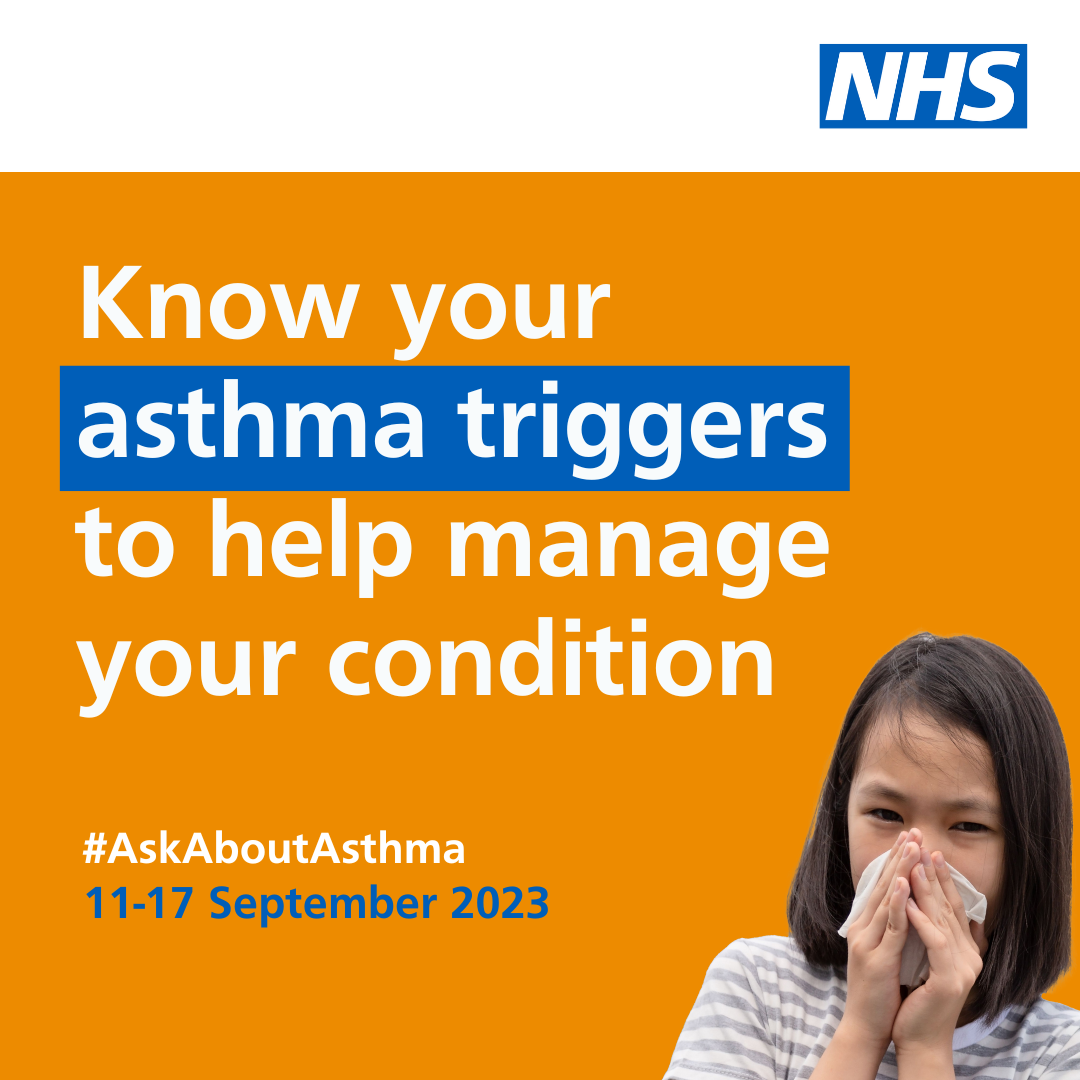 NHS
Know your
asthma triggers
to help manage
your condition
#AskAboutAsthma
11-17 September 2023